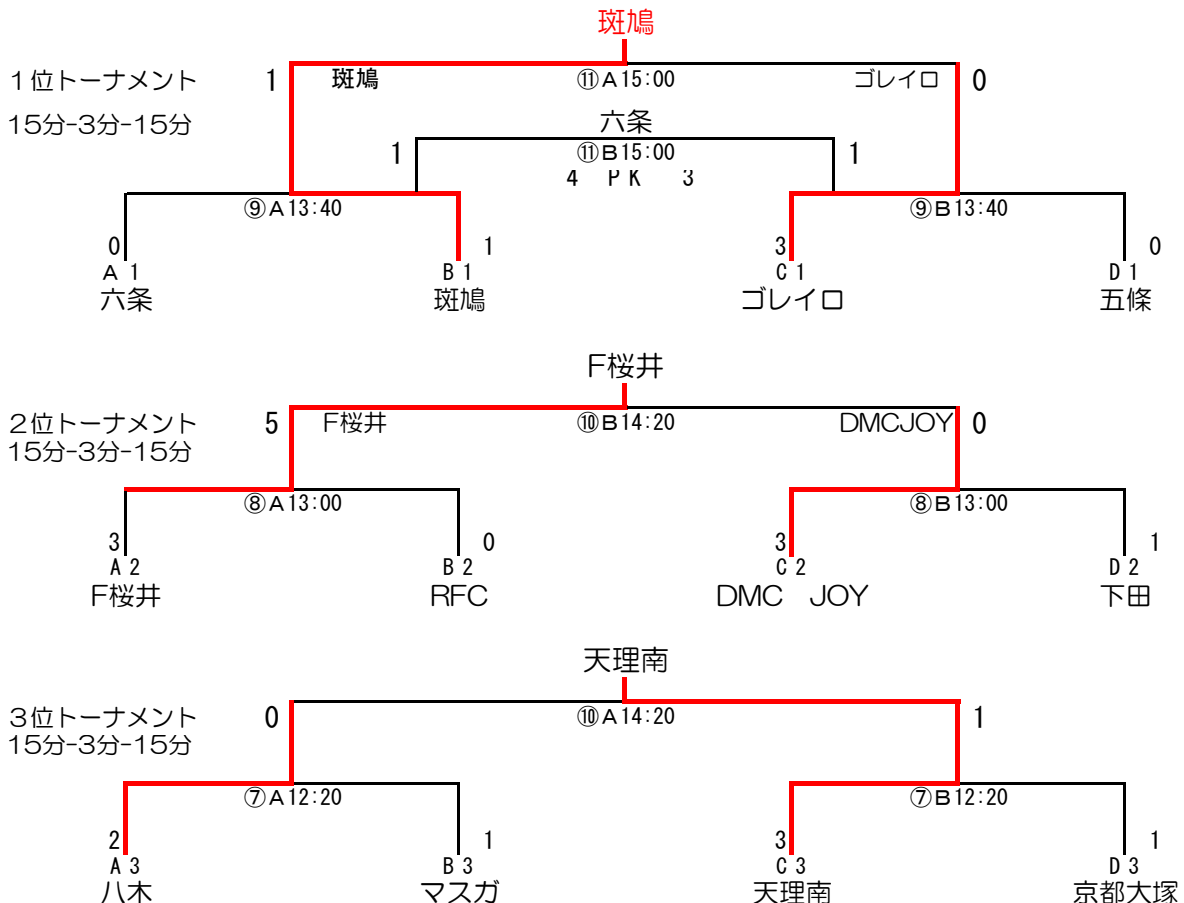 斑鳩
1位トーナメント 1 斑鳩 ⑪A15:00 ゴレイロ 0
15分-3分-15分
六条
1 ⑪B15:00 1
4 PK 3
⑨A13:40 ⑨B13:40
0 1 3 0
A1 B1 C1 D1
六条 斑鳩 ゴレイロ 五條
F桜井
2位トーナメント 5 F桜井 ⑩B14:20 DMCJOY 0
15分-3分-15分
⑧A13:00 ⑧B13:00
3 0 3 1
A2 B2 C2 D2
F桜井 RFC DMC JOY 下田
天理南
3位トーナメント 0 ⑩A14:20 1
15分-3分-15分
⑦A12:20 ⑦B12:20
2 1 3 1
A3 B3 C3 D3
八木 マスガ 天理南 京都大塚